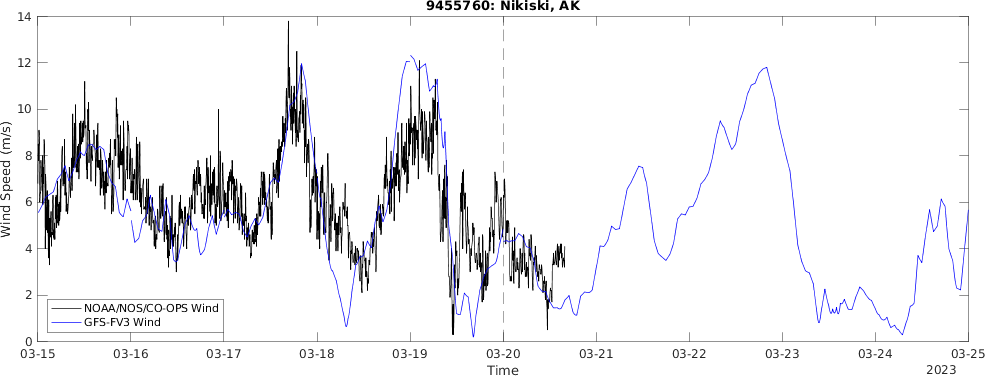 9455760: Nikiski, AK
14
12
10
8
6
4
2
0
Wind Speed (m/s)
NOAA/NOS/CO-OPS Wind
GFS-FV3 Wind
03-15 03-16 03-17 03-18 03-19 03-20 03-21 03-22 03-23 03-24 03-25
Time
2023